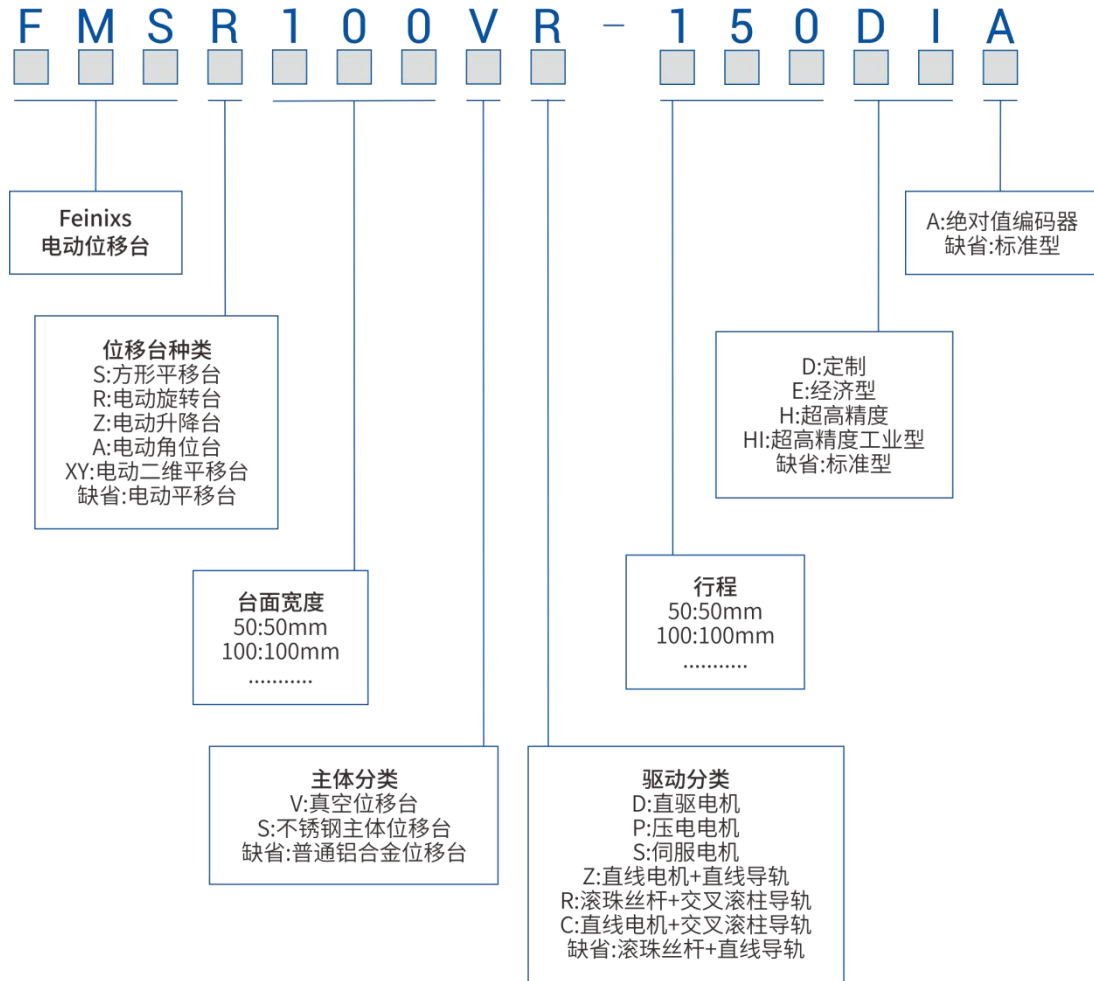 FMSR100VR-150DIA
Feinixs
电动位移台
A:绝对值编码器
缺省:标准型
位移台种类
S:方形平移台
R:电动旋转台
Z:电动升降台
A:电动角位台
XY:电动二维平移台
缺省:电动平移台
D:定制
E:经济型
H:超高精度
HI:超高精度工业型
缺省:标准型
台面宽度
50:50mm
100:100mm
...........
行程
50:50mm
100:100mm
...........
主体分类
V:真空位移台
S:不锈钢主体位移台
缺省:普通铝合金位移台
驱动分类
D:直驱电机
P:压电电机
S:伺服电机
Z:直线电机+直线导轨
R:滚珠丝杆+交叉滚柱导轨
C:直线电机+交叉滚柱导轨
缺省:滚珠丝杆+直线导轨